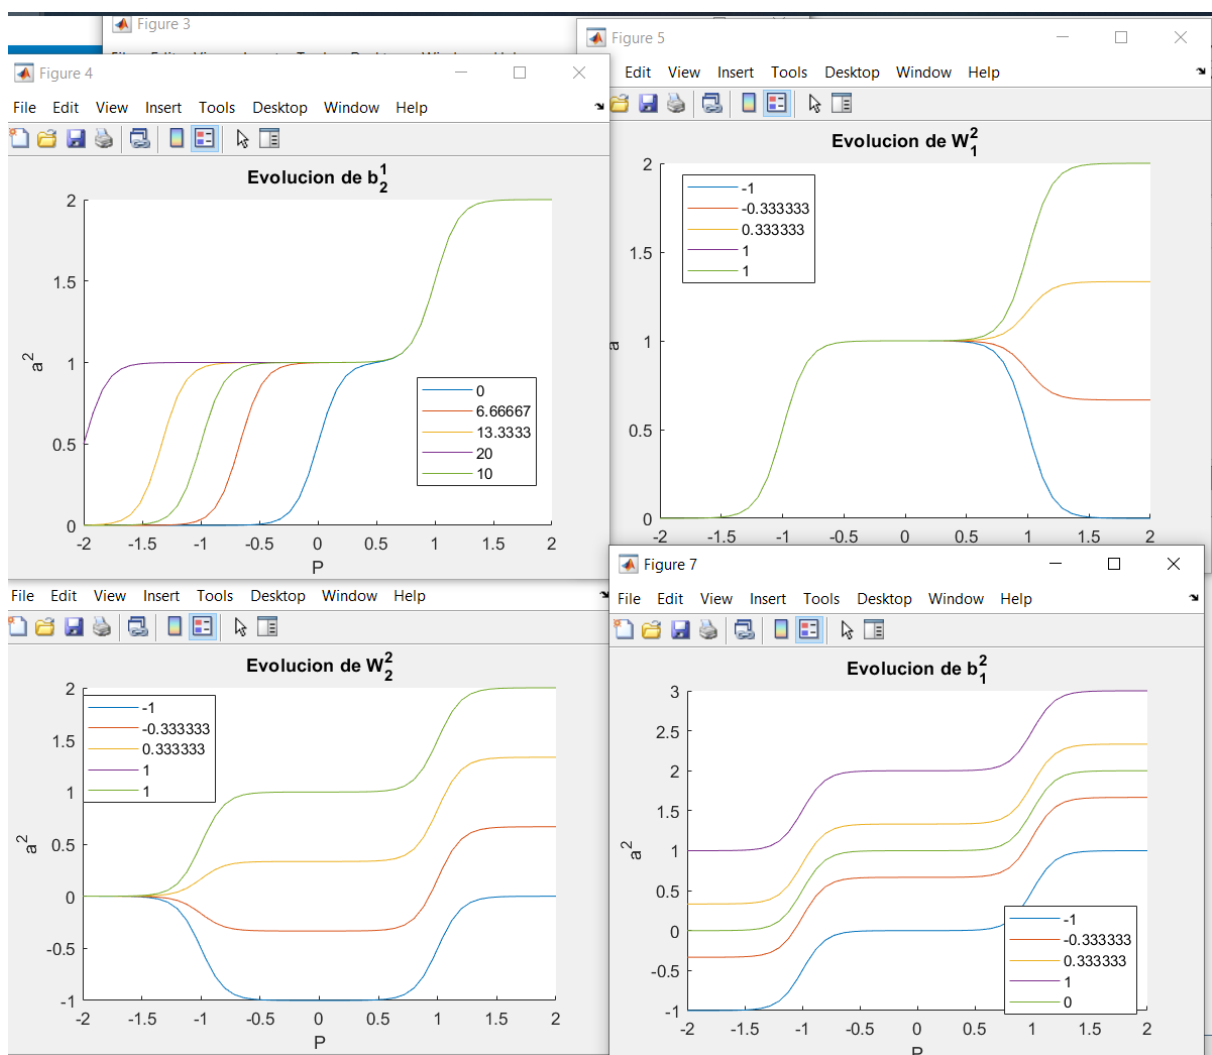 Figure 3
Figure 5
Edit View Insert Tools Desktop Window Help
Figure 4
File Edit View Insert Tools Desktop Window Help
Evolucion de b₂¹
2
1.5
1
0.5
0
-2 -1.5 -1 -0.5 0 0.5 1 1.5 2
a²
P
0
6.66667
13.3333
20
10
Evolucion de W₁²
2
1.5
1
0.5
0
-2 -1.5 -1 -0.5 0 0.5 1 1.5 2
a
-1
-0.333333
0.333333
1
1
File Edit View Insert Tools Desktop Window Help
Evolucion de W₂²
2
1.5
1
0.5
0
-0.5
-1
-2 -1.5 -1 -0.5 0 0.5 1 1.5 2
a²
P
-1
-0.333333
0.333333
1
1
Figure 7
File Edit View Insert Tools Desktop Window Help
Evolucion de b₁²
3
2.5
2
1.5
1
0.5
0
-0.5
-1
-2 -1.5 -1 -0.5 0 0.5 1 1.5 2
a²
P
-1
-0.333333
0.333333
1
0